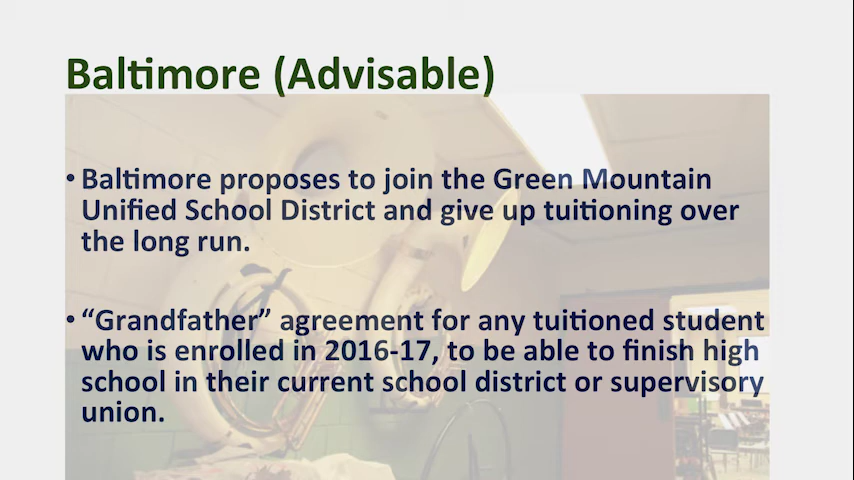 Baltimore (Advisable)
• Baltimore proposes to join the Green Mountain
Unified School District and give up tuitioning over
the long run.
• “Grandfather” agreement for any tuitioned student
who is enrolled in 2016-17, to be able to finish high
school in their current school district or supervisory
union.